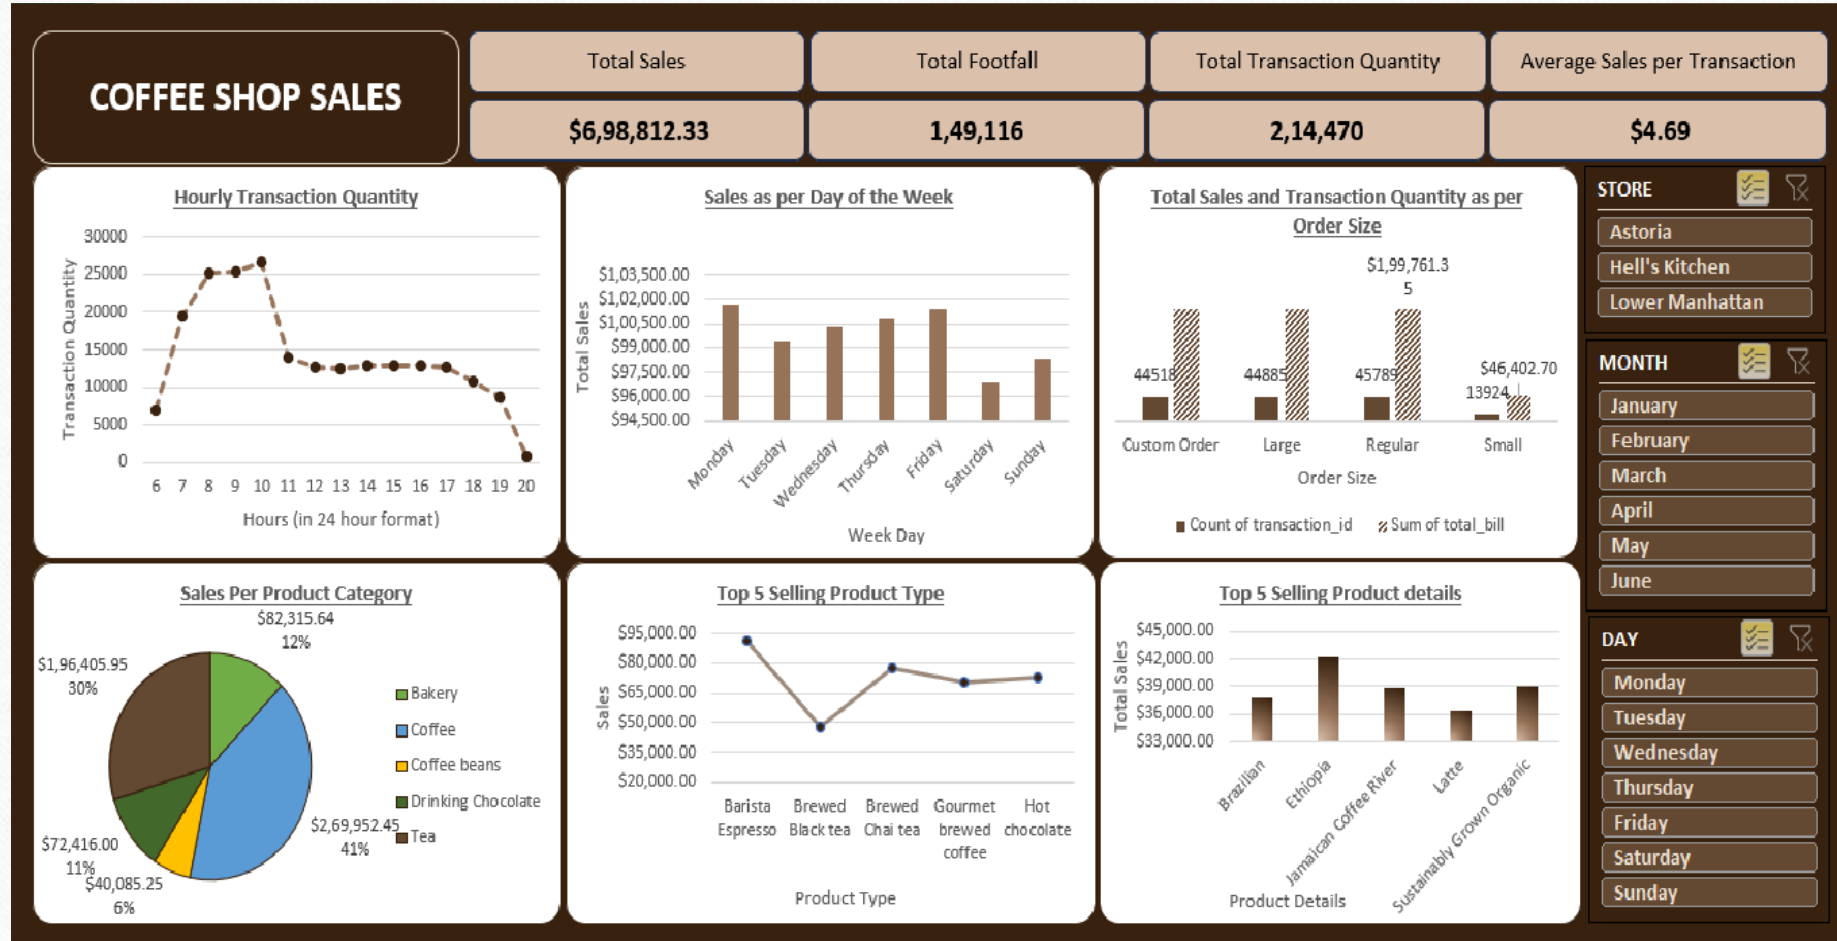 COFFEE SHOP SALES
Total Sales
Total Footfall
Total Transaction Quantity
Average Sales per Transaction
$6,98,812.33
1,49,116
2,14,470
$4.69
Hourly Transaction Quantity
Transaction Quantity
30000
25000
20000
15000
10000
5000
0
6 7 8 9 10 11 12 13 14 15 16 17 18 19 20
Hours (in 24 hour format)
Sales as per Day of the Week
Total Sales
$1,03,500.00
$1,02,000.00
$1,00,500.00
$99,000.00
$97,500.00
$96,000.00
$94,500.00
Monday
Tuesday
Wednesday
Thursday
Friday
Saturday
Sunday
Week Day
Total Sales and Transaction Quantity as per
Order Size
$1,99,761.3
5
44518
44885
45789
$46,402.70
13924
Custom Order
Large
Regular
Small
Order Size
Count of transaction_id
Sum of total_bill
STORE
Astoria
Hell's Kitchen
Lower Manhattan
MONTH
January
February
March
April
May
June
Sales Per Product Category
$82,315.64
12%
$1,96,405.95
30%
$72,416.00
11%
$40,085.25
6%
$2,69,952.45
41%
Bakery
Coffee
Coffee beans
Drinking Chocolate
Tea
Top 5 Selling Product Type
Sales
$95,000.00
$80,000.00
$65,000.00
$50,000.00
$35,000.00
$20,000.00
Barista
Espresso
Brewed
Black tea
Brewed
Chai tea
Gourmet
brewed
coffee
Hot
chocolate
Product Type
Top 5 Selling Product details
Total Sales
$45,000.00
$42,000.00
$39,000.00
$36,000.00
$33,000.00
Brazilian
Ethiopia
Jamaican Coffee River
Latte
Sustainably Grown Organic
Product Details
DAY
Monday
Tuesday
Wednesday
Thursday
Friday
Saturday
Sunday